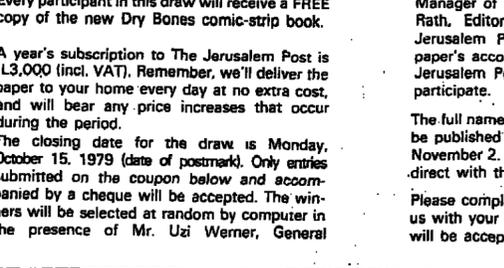 Every participant in this draw will receive a FREE
copy of the new Dry Bones comic-strip book.
A year's subscription to The Jerusalem Post is
L3,000 (incl. VAT). Remember, we'll deliver the
paper to your home every day at no extra cost,
and will bear any price increases that occur
during the period.
The closing date for the draw is Monday,
October 15. 1979 (date of postmark). Only entries
submitted on the coupon below and accom-
panied by a cheque will be accepted. The win-
ners will be selected at random by computer in
the presence of Mr. Uzi Werner, General
Manager of
Rath, Editor
Jerusalem P
paper's acco
Jerusalem P
participate.
The full name
be published
November 2.
direct with th
Please compl
us with your
will be accep